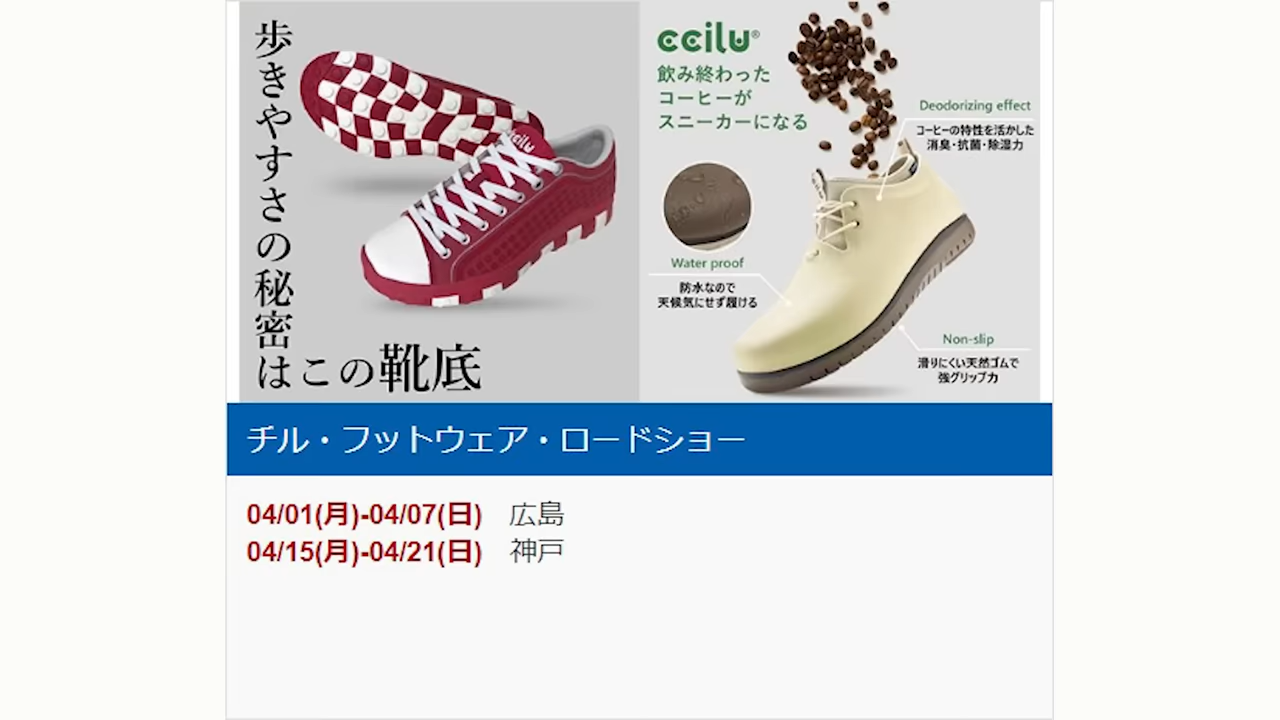 歩きやすさの秘密は
この靴底
ccilu
ccilu®
飲み終わった
コーヒーが
スニーカーになる
Deodorizing effect
コーヒーの特性を活かした
消臭・抗菌・除湿力
Water proof
防水なので
天候気にせず履ける
Non-slip
滑りにくい天然ゴムで
強グリップ力
チル・フットウェア・ロードショー
04/01(月)-04/07(日) 広島
04/15(月)-04/21(日) 神戸